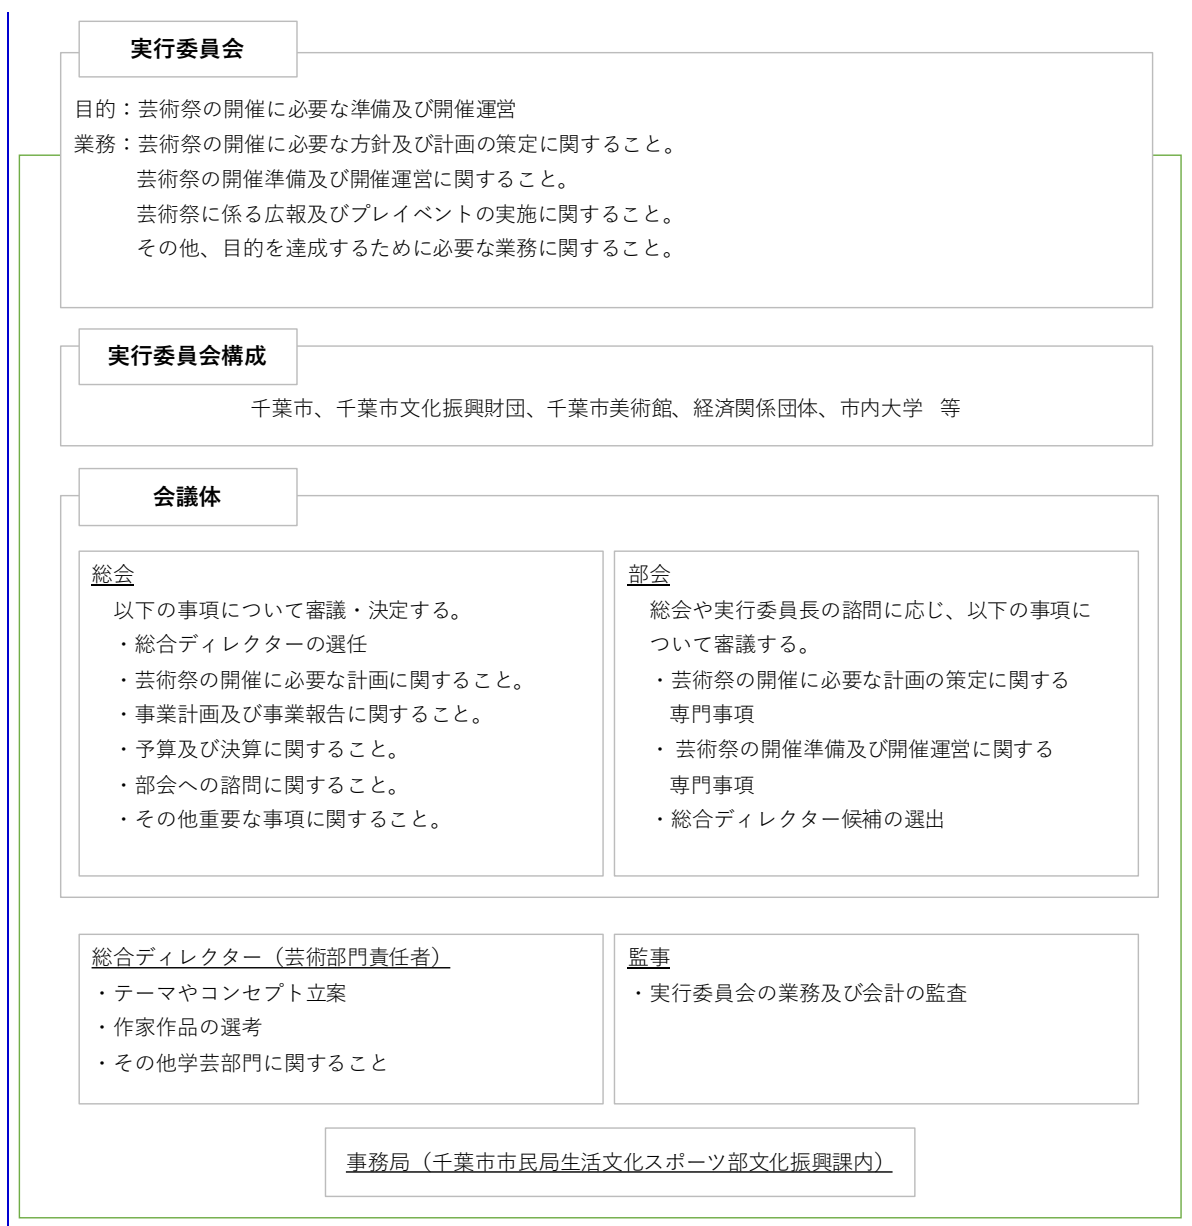 実行委員会
目的：芸術祭の開催に必要な準備及び開催運営
業務：芸術祭の開催に必要な方針及び計画の策定に関すること。
芸術祭の開催準備及び開催運営に関すること。
芸術祭に係る広報及びプレイベントの実施に関すること。
その他、目的を達成するために必要な業務に関すること。
実行委員会構成
千葉市、千葉市文化振興財団、千葉市美術館、経済関係団体、市内大学　等
会議体
総会
以下の事項について審議・決定する。
・総合ディレクターの選任
・芸術祭の開催に必要な計画に関すること。
・事業計画及び事業報告に関すること。
・予算及び決算に関すること。
・部会への諮問に関すること。
・その他重要な事項に関すること。
部会
総会や実行委員長の諮問に応じ、以下の事項に
ついて審議する。
・芸術祭の開催に必要な計画の策定に関する
専門事項
・ 芸術祭の開催準備及び開催運営に関する
専門事項
・総合ディレクター候補の選出
総合ディレクター（芸術部門責任者）
・テーマやコンセプト立案
・作家作品の選考
・その他学芸部門に関すること
監事
・実行委員会の業務及び会計の監査
事務局（千葉市市民局生活文化スポーツ部文化振興課内）